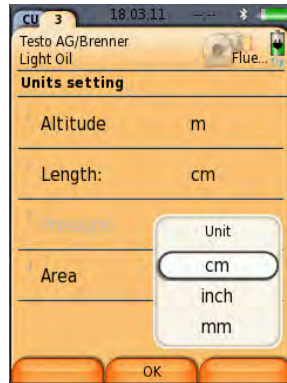 CU 3 18.03.11 --:--
Testo AG/Brenner
Light Oil
Flue...
Units setting
Altitude m
Length: cm
Unit
cm
Area
inch
mm
OK